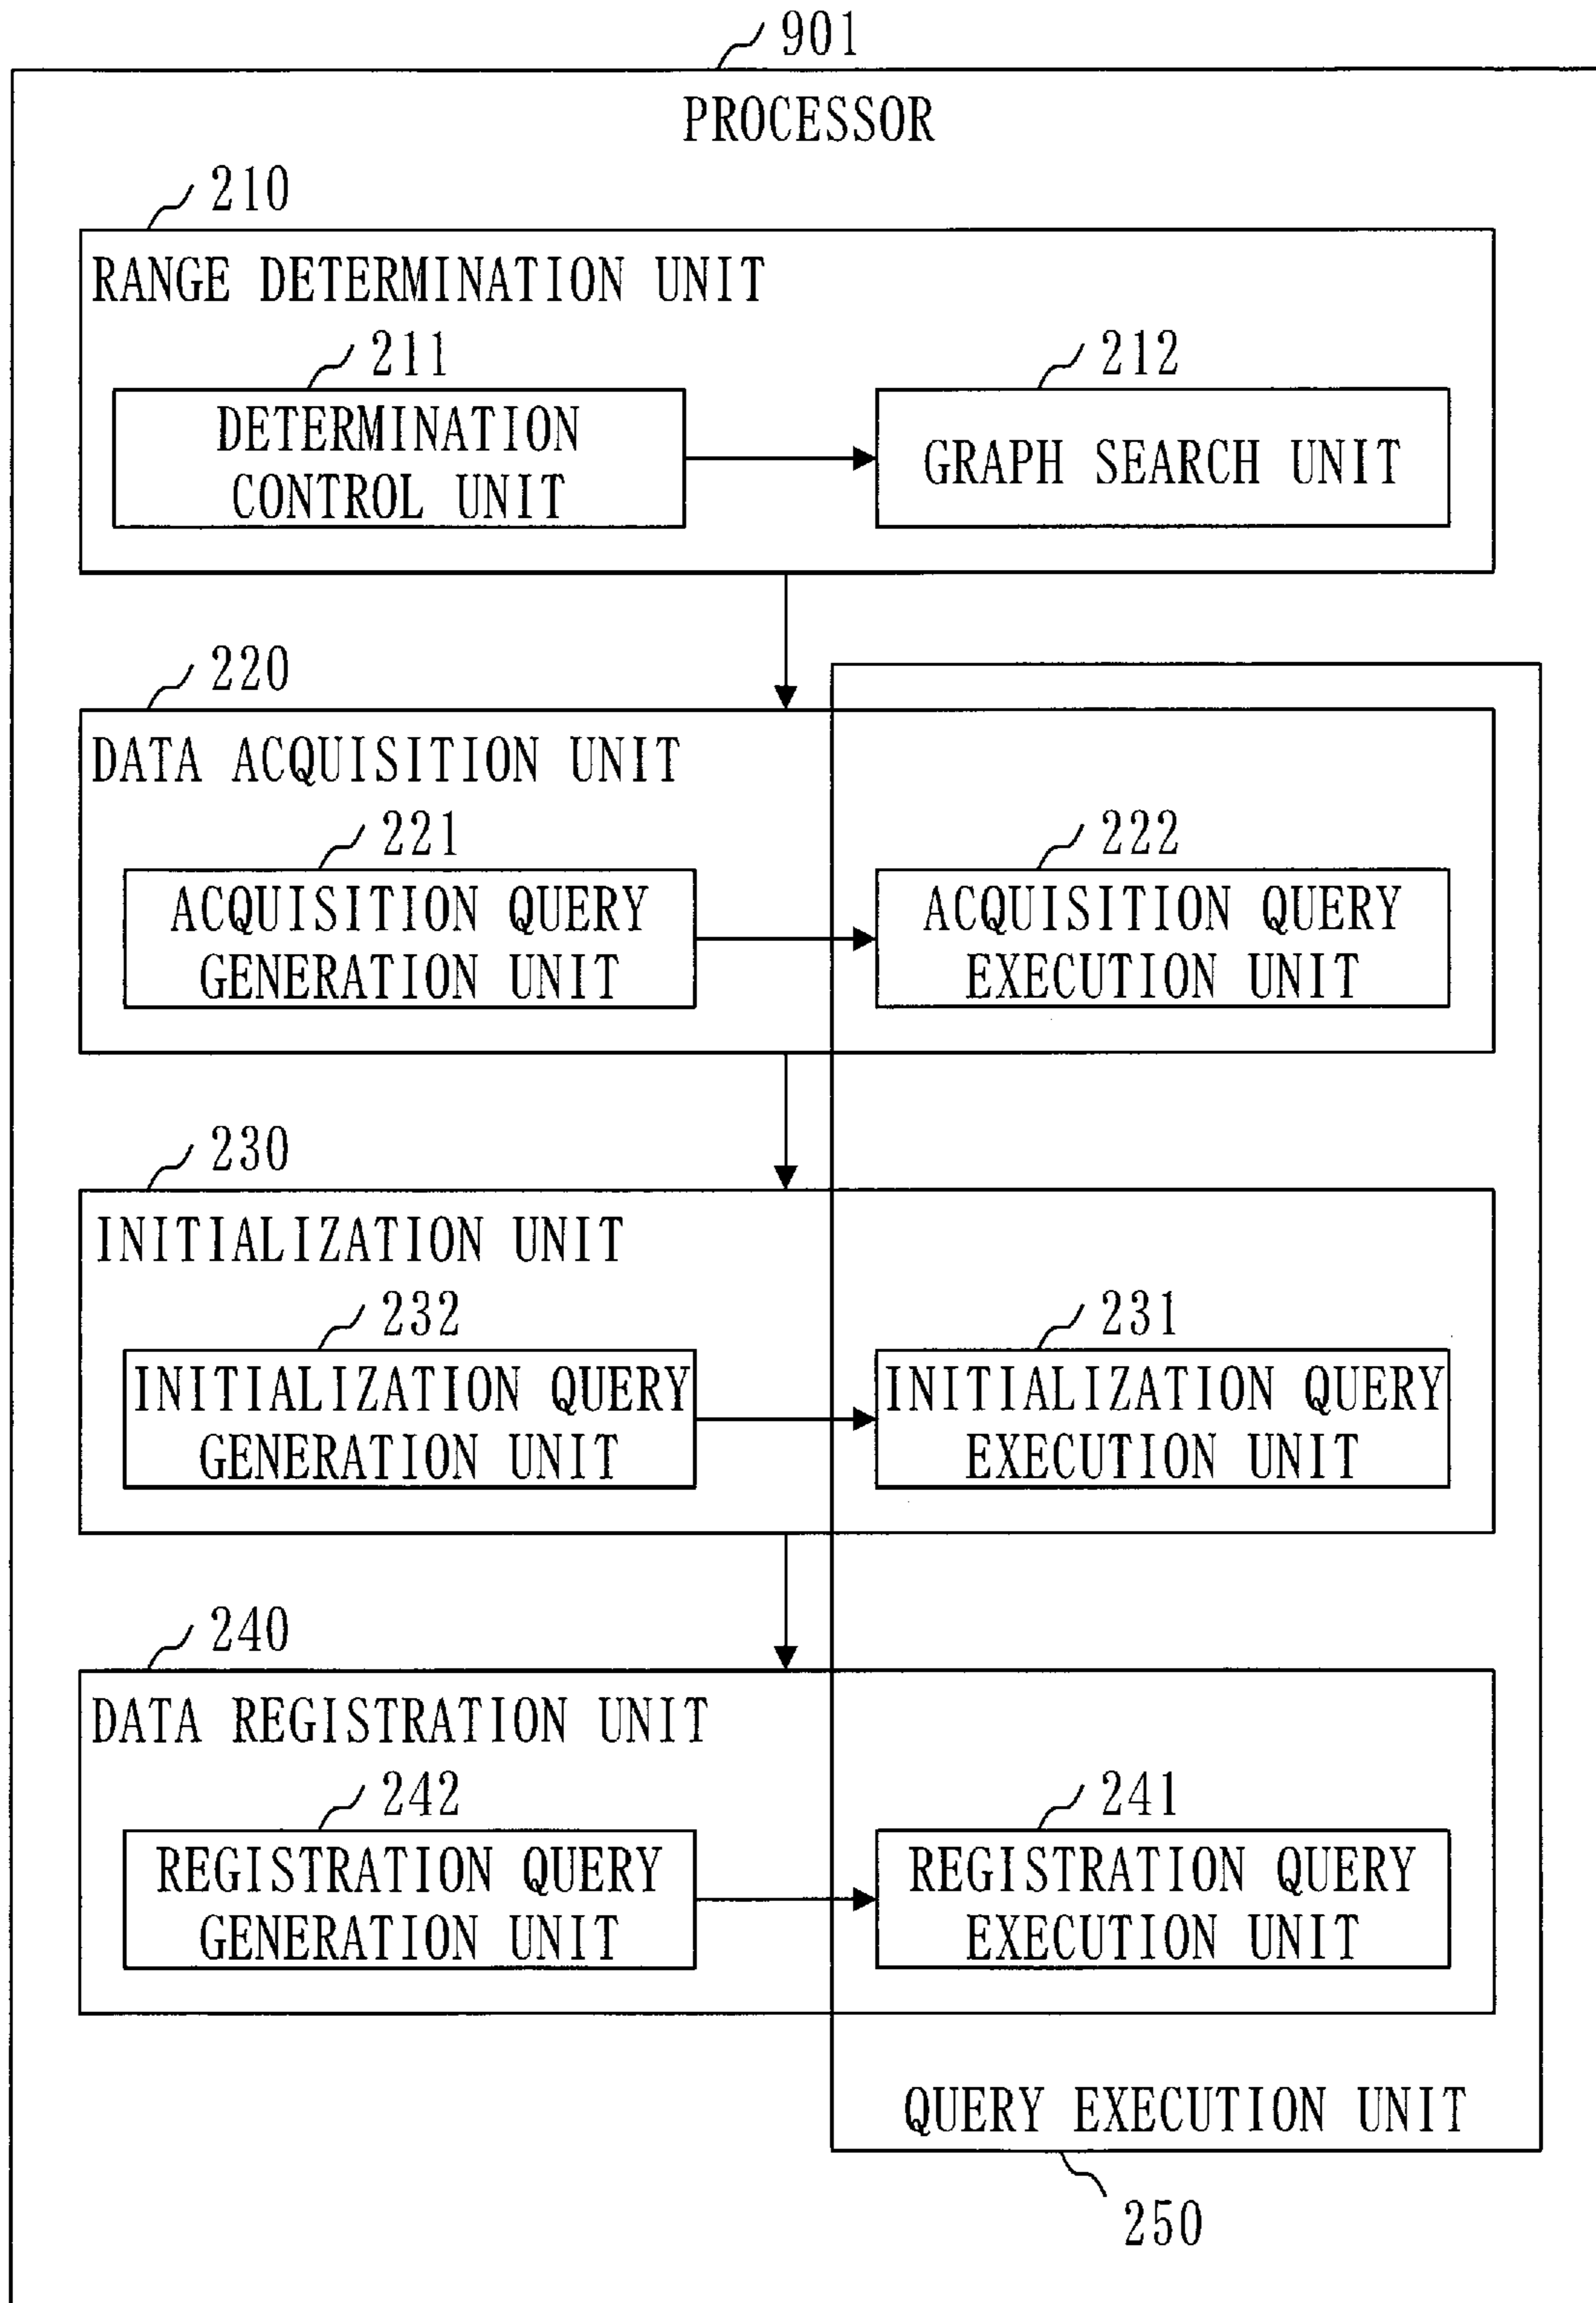 901
PROCESSOR
210
RANGE DETERMINATION UNIT
211
212
DETERMINATION
CONTROL UNIT
GRAPH SEARCH UNIT
220
DATA ACQUISITION UNIT
221
222
ACQUISITION QUERY
GENERATION UNIT
ACQUISITION QUERY
EXECUTION UNIT
230
INITIALIZATION UNIT
232
231
INITIALIZATION QUERY
GENERATION UNIT
INITIALIZATION QUERY
EXECUTION UNIT
240
DATA REGISTRATION UNIT
242
241
REGISTRATION QUERY
GENERATION UNIT
REGISTRATION QUERY
EXECUTION UNIT
QUERY EXECUTION UNIT
250